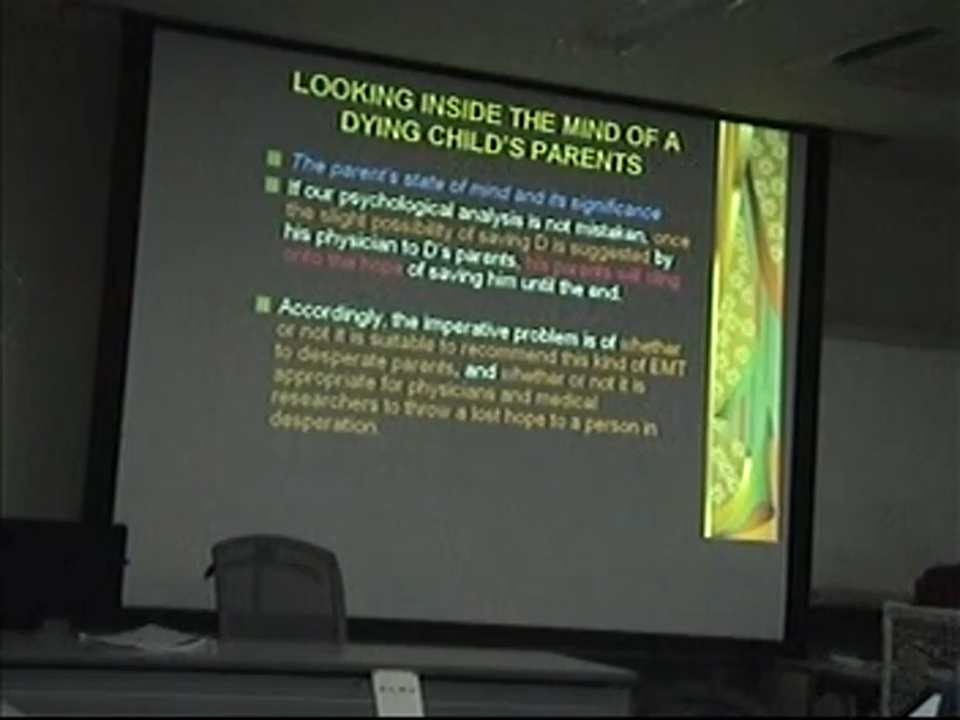 LOOKING INSIDE THE MIND OF A
DYING CHILD'S PARENTS
The parent's state of mind and its significance
If our psychological analysis is not mistaken, once
the slight possibility of saving D is suggested by
his physician to D's parents, his parents will cling
onto the hope of saving him until the end.
Accordingly, the imperative problem is of whether
or not it is suitable to recommend this kind of EMT
to desperate parents, and whether or not it is
appropriate for physicians and medical
researchers to throw a lost hope to a person in
desperation.